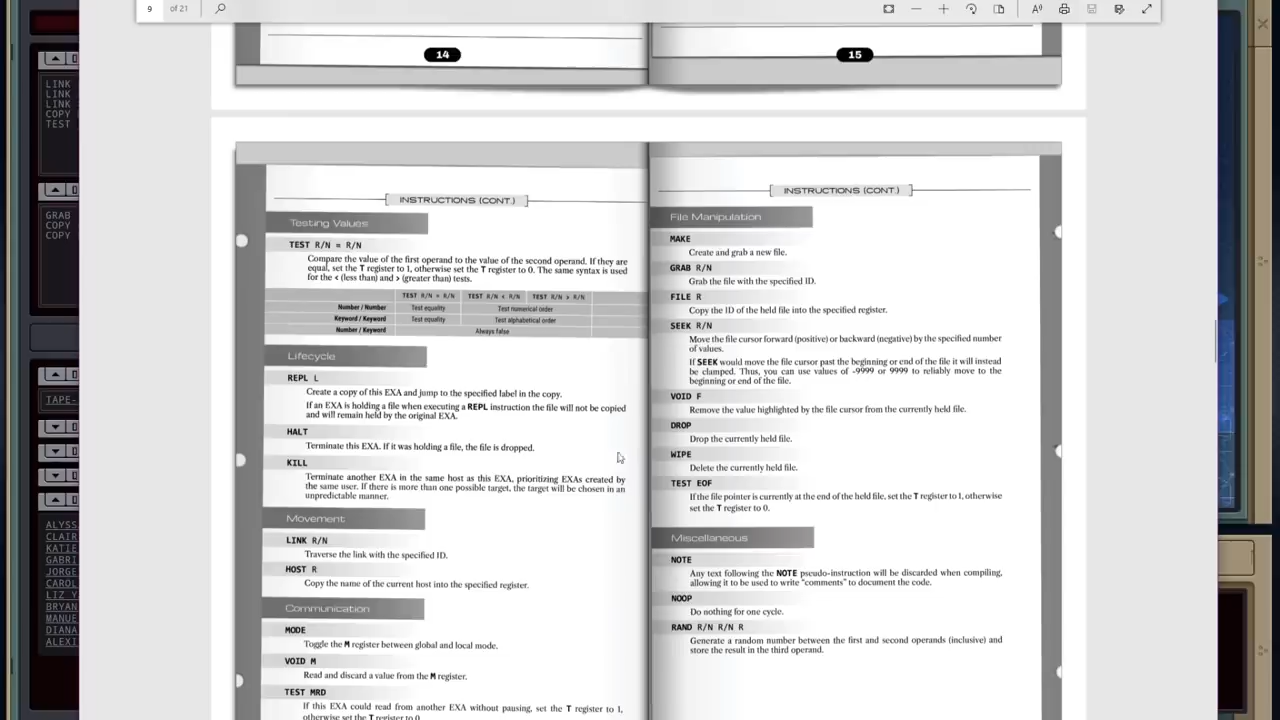 9 of 21
14
15
LINK
LINK
LINK
COPY
TEST
GRAB
COPY
COPY
TAPE-
ALYSS
CLAIR
KATIE
GABRI
JORGE
CAROL
LIZ Y
BRYAN
MANUE
DIANA
ALEXI
INSTRUCTIONS (CONT.)
Testing Values
TEST R/N = R/N
Compare the value of the first operand to the value of the second operand. If they are
equal, set the T register to 1, otherwise set the T register to 0. The same syntax is used
for the < (less than) and > (greater than) tests.
TEST R/N = R/N TEST R/N < R/N TEST R/N > R/N
Number / Number Test equality Test numerical order
Keyword / Keyword Test equality Test alphabetical order
Number / Keyword Always false
Lifecycle
REPL L
Create a copy of this EXA and jump to the specified label in the copy.
If an EXA is holding a file when executing a REPL instruction the file will not be copied
and will remain held by the original EXA.
HALT
Terminate this EXA. If it was holding a file, the file is dropped.
KILL
Terminate another EXA in the same host as this EXA, prioritizing EXAs created by
the same user. If there is more than one possible target, the target will be chosen in an
unpredictable manner.
Movement
LINK R/N
Traverse the link with the specified ID.
HOST R
Copy the name of the current host into the specified register.
Communication
MODE
Toggle the M register between global and local mode.
VOID M
Read and discard a value from the M register.
TEST MRD
If this EXA could read from another EXA without pausing, set the T register to 1,
otherwise set the T register to 0
INSTRUCTIONS (CONT.)
File Manipulation
MAKE
Create and grab a new file.
GRAB R/N
Grab the file with the specified ID.
FILE R
Copy the ID of the held file into the specified register.
SEEK R/N
Move the file cursor forward (positive) or backward (negative) by the specified number
of values.
If SEEK would move the file cursor past the beginning or end of the file it will instead
be clamped. Thus, you can use values of -9999 or 9999 to reliably move to the
beginning or end of the file.
VOID F
Remove the value highlighted by the file cursor from the currently held file.
DROP
Drop the currently held file.
WIPE
Delete the currently held file.
TEST EOF
If the file pointer is currently at the end of the held file, set the T register to 1, otherwise
set the T register to 0.
Miscellaneous
NOTE
Any text following the NOTE pseudo-instruction will be discarded when compiling,
allowing it to be used to write "comments" to document the code.
NOOP
Do nothing for one cycle.
RAND R/N R/N R
Generate a random number between the first and second operands (inclusive) and
store the result in the third operand.